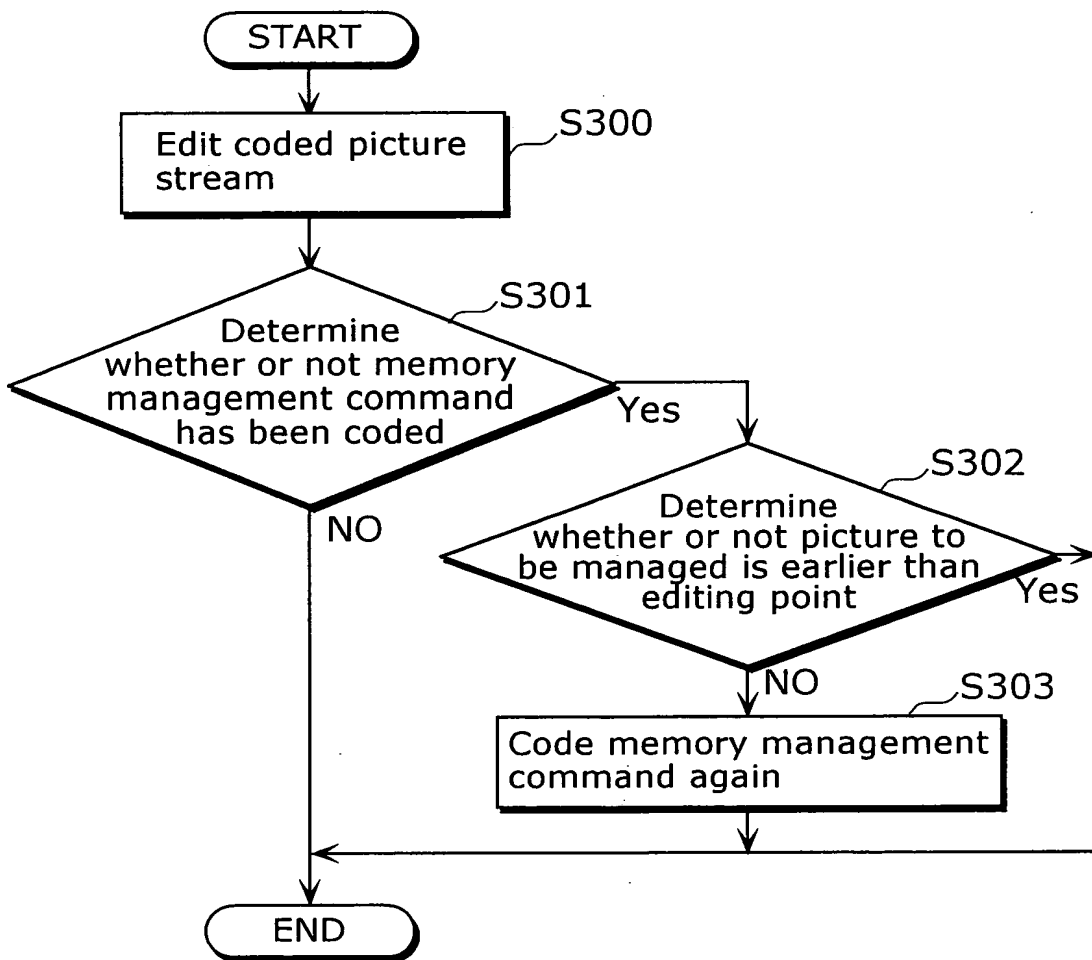 START
S300
Edit coded picture
stream
S301
Determine
whether or not memory
management command
has been coded
Yes
NO
S302
Determine
whether or not picture to
be managed is earlier than
editing point
Yes
NO
S303
Code memory management
command again
END